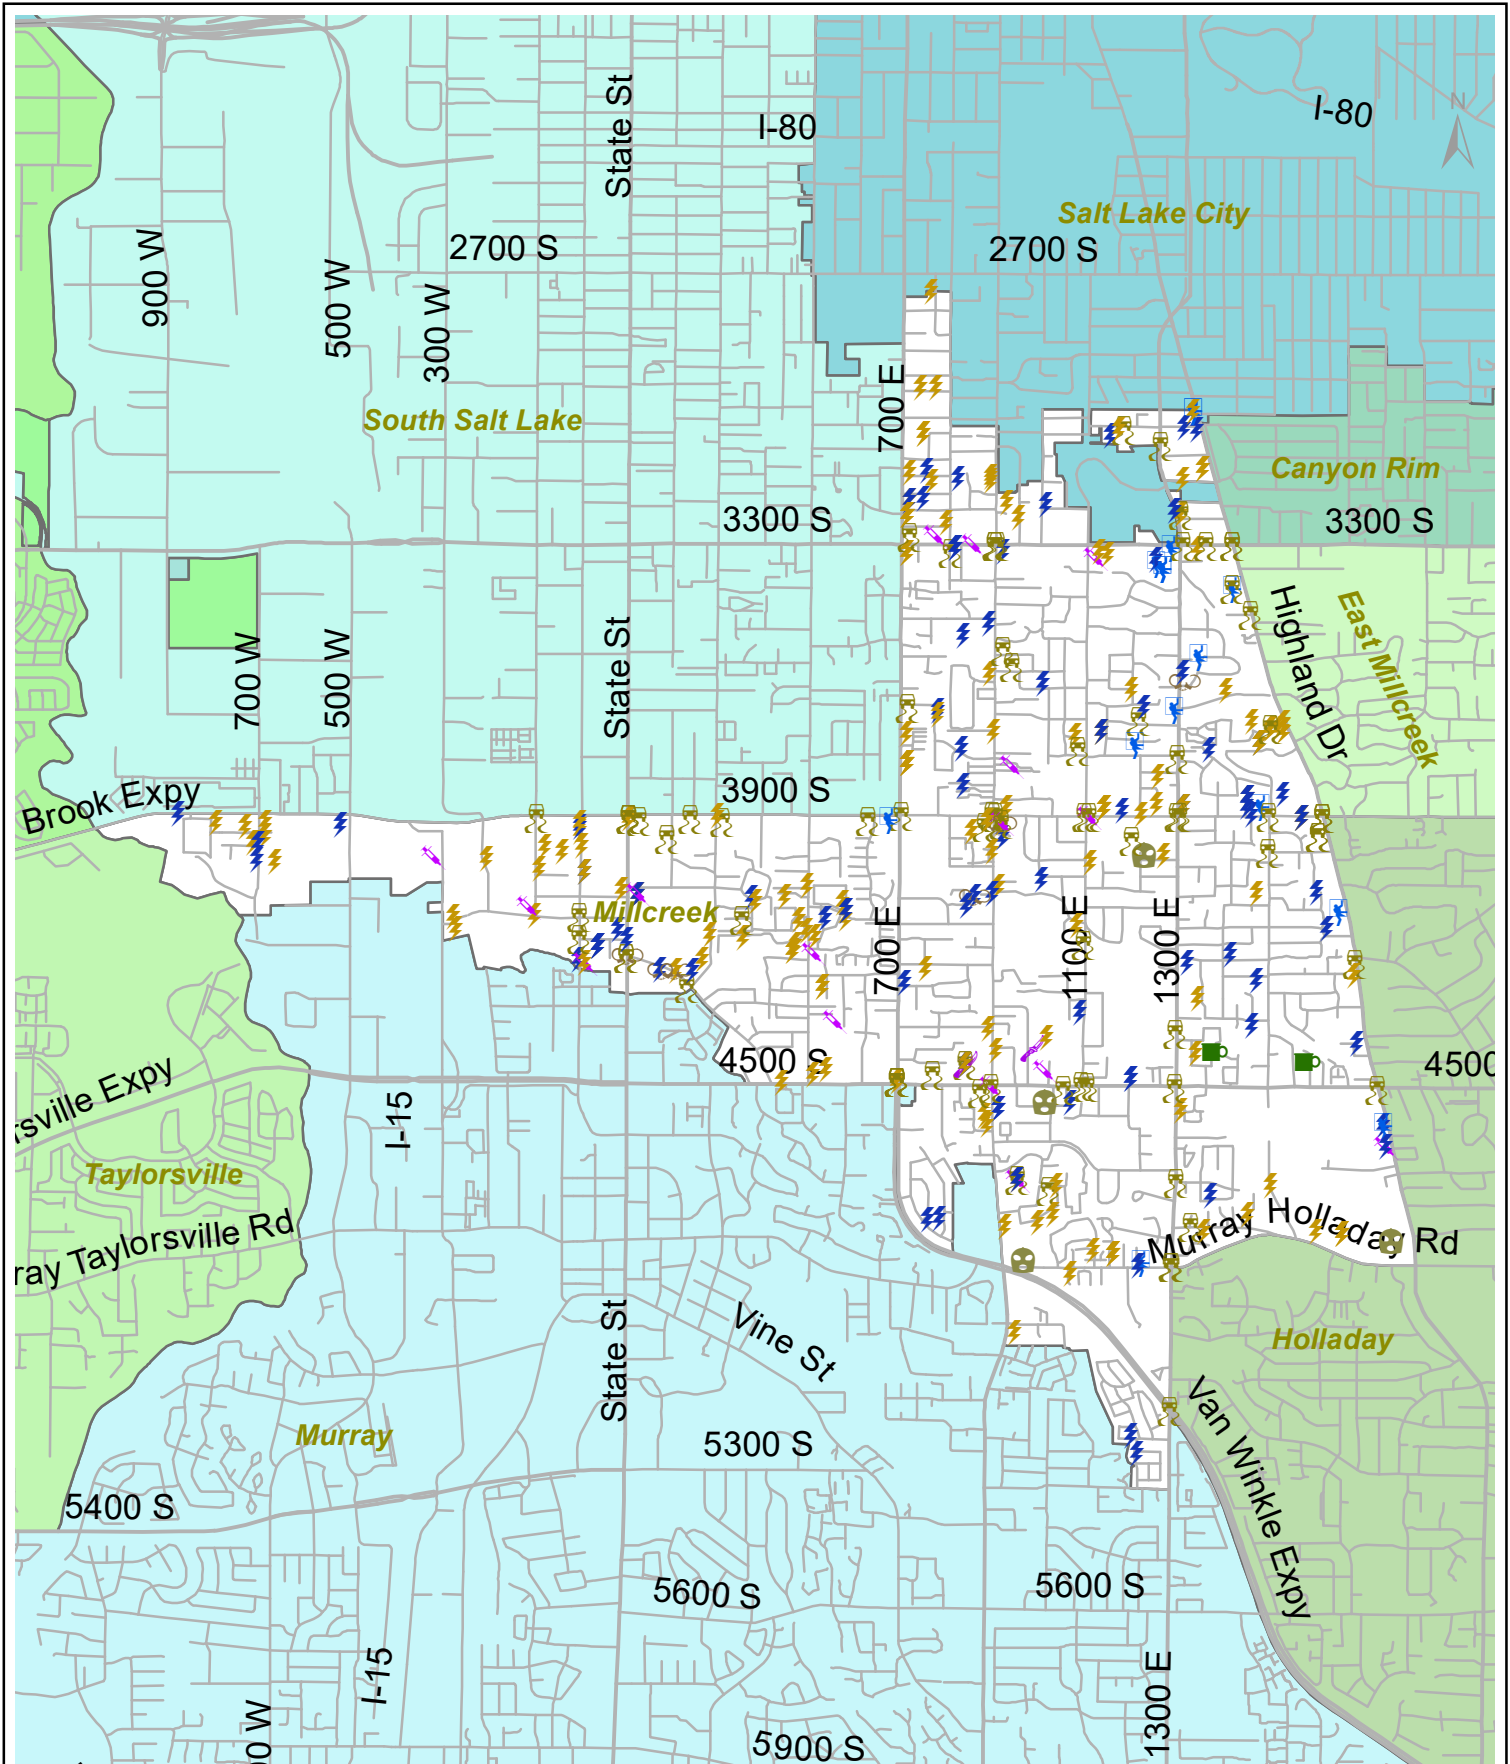 State St
I-80
I-80
N
Salt Lake City
900 W
2700 S
2700 S
500 W
300 W
700 E
South Salt Lake
Canyon Rim
3300 S
3300 S
Highland Dr
East Millcreek
700 W
500 W
State St
Brook Expy
3900 S
Millcreek
700 E
1100 E
1300 E
4500 S
4500
rsville Expy
I-15
Taylorsville
ray Taylorsville Rd
Murray Holladay Rd
State St
Vine St
Holladay
Murray
5300 S
Van Winkle Expy
5400 S
5600 S
5600 S
I-15
1300 E
00 W
5900 S